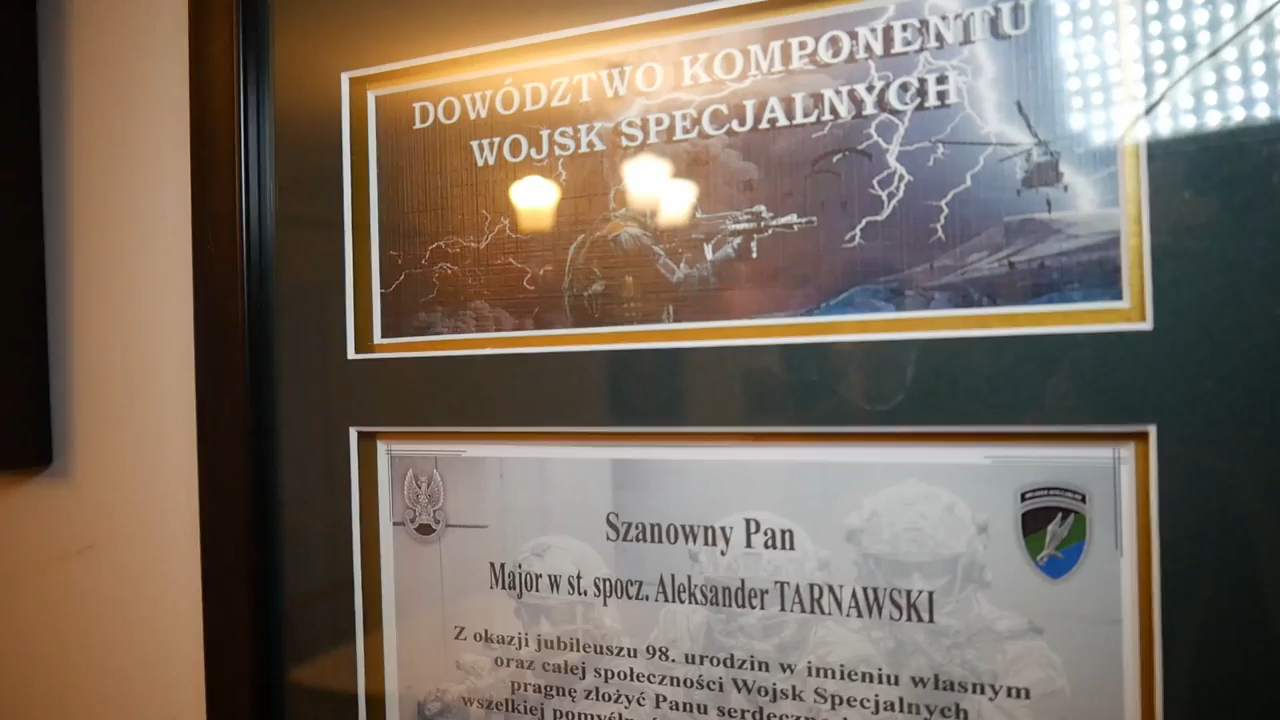 DOWÓDZTWO KOMPONENTU
WOJSK SPECJALNYCH
Szanowny Pan
Major w st. spocz. Aleksander TARNAWSKI
Z okazji jubileuszu 98. urodzin w imieniu własnym
oraz całej społeczności Wojsk Specjalnych
pragnę złożyć Panu
wszelkiej